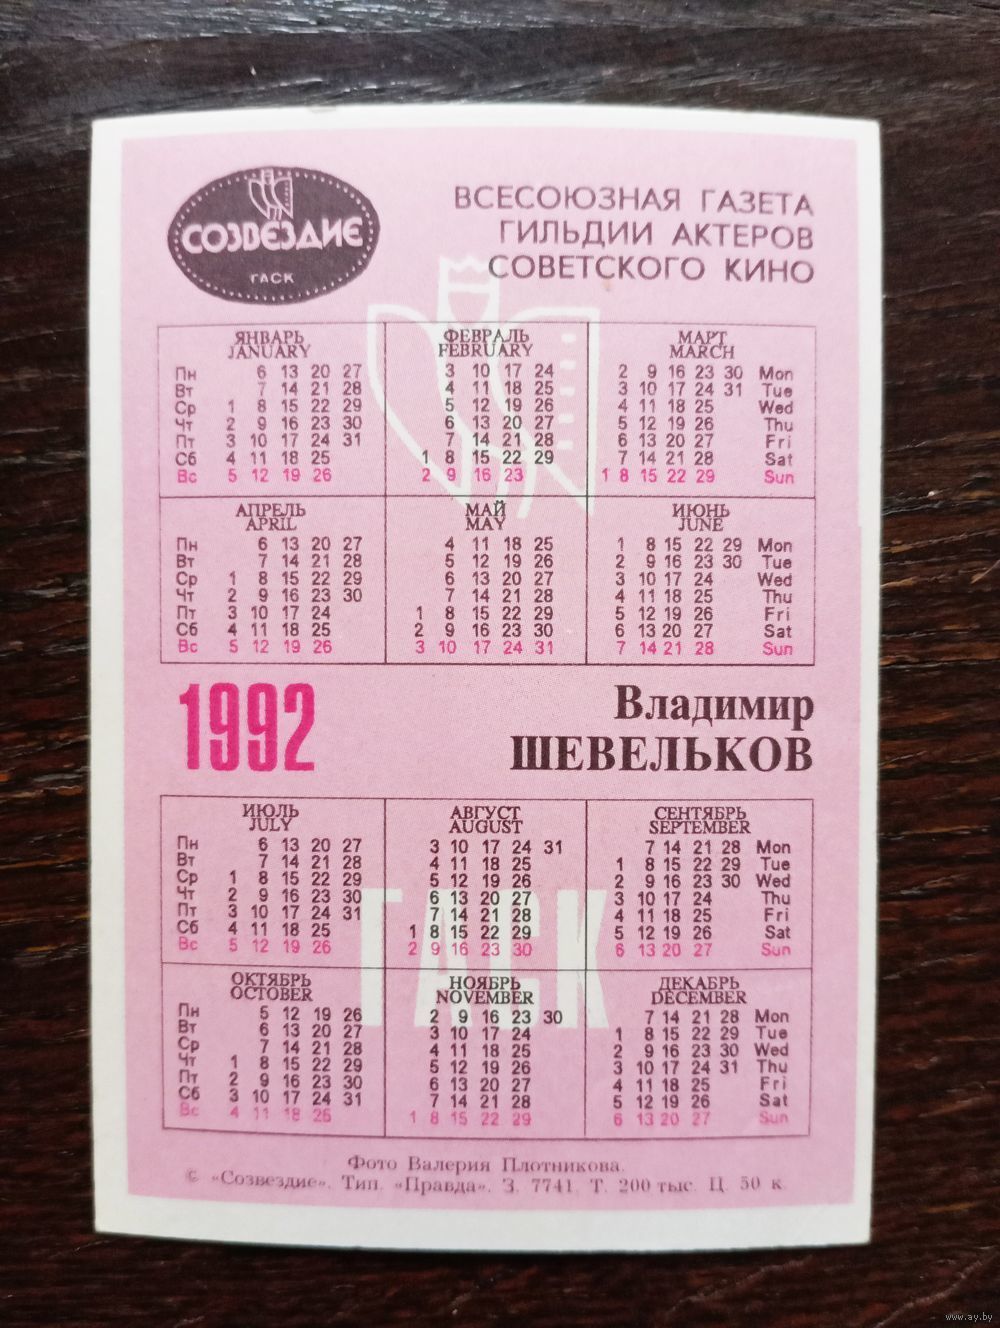 СОЗВЕЗДИЕ
ГАСК
ВСЕСОЮЗНАЯ ГАЗЕТА
ГИЛЬДИИ АКТЕРОВ
СОВЕТСКОГО КИНО
ЯНВАРЬ ФЕВРАЛЬ МАРТ
JANUARY FEBRUARY MARCH
Пн 6 13 20 27 3 10 17 24 2 9 16 23 30 Mon
Вт 7 14 21 28 4 11 18 25 3 10 17 24 31 Tue
Ср 1 8 15 22 29 5 12 19 26 4 11 18 25 Wed
Чт 2 9 16 23 30 6 13 20 27 5 12 19 26 Thu
Пт 3 10 17 24 31 7 14 21 28 6 13 20 27 Fri
Сб 4 11 18 25 1 8 15 22 29 7 14 21 28 Sat
Вс 5 12 19 26 2 9 16 23 1 8 15 22 29 Sun
АПРЕЛЬ МАЙ ИЮНЬ
APRIL MAY JUNE
Пн 6 13 20 27 4 11 18 25 1 8 15 22 29 Mon
Вт 7 14 21 28 5 12 19 26 2 9 16 23 30 Tue
Ср 1 8 15 22 29 6 13 20 27 3 10 17 24 Wed
Чт 2 9 16 23 30 7 14 21 28 4 11 18 25 Thu
Пт 3 10 17 24 1 8 15 22 29 5 12 19 26 Fri
Сб 4 11 18 25 2 9 16 23 30 6 13 20 27 Sat
Вс 5 12 19 26 3 10 17 24 31 7 14 21 28 Sun
1992
Владимир
ШЕВЕЛЬКОВ
ИЮЛЬ АВГУСТ СЕНТЯБРЬ
JULY AUGUST SEPTEMBER
Пн 6 13 20 27 3 10 17 24 31 7 14 21 28 Mon
Вт 7 14 21 28 4 11 18 25 1 8 15 22 29 Tue
Ср 1 8 15 22 29 5 12 19 26 2 9 16 23 30 Wed
Чт 2 9 16 23 30 6 13 20 27 3 10 17 24 Thu
Пт 3 10 17 24 31 7 14 21 28 4 11 18 25 Fri
Сб 4 11 18 25 1 8 15 22 29 5 12 19 26 Sat
Вс 5 12 19 26 2 9 16 23 30 6 13 20 27 Sun
ГАСК
ОКТЯБРЬ НОЯБРЬ ДЕКАБРЬ
OCTOBER NOVEMBER DECEMBER
Пн 5 12 19 26 2 9 16 23 30 7 14 21 28 Mon
Вт 6 13 20 27 3 10 17 24 1 8 15 22 29 Tue
Ср 7 14 21 28 4 11 18 25 2 9 16 23 30 Wed
Чт 1 8 15 22 29 5 12 19 26 3 10 17 24 31 Thu
Пт 2 9 16 23 30 6 13 20 27 4 11 18 25 Fri
Сб 3 10 17 24 31 7 14 21 28 5 12 19 26 Sat
Вс 4 11 18 25 1 8 15 22 29 6 13 20 27 Sun
Фото Валерия Плотникова.
© «Созвездие». Тип. «Правда». З. 7741. Т. 200 тыс. Ц. 50 к.
www.ay.by